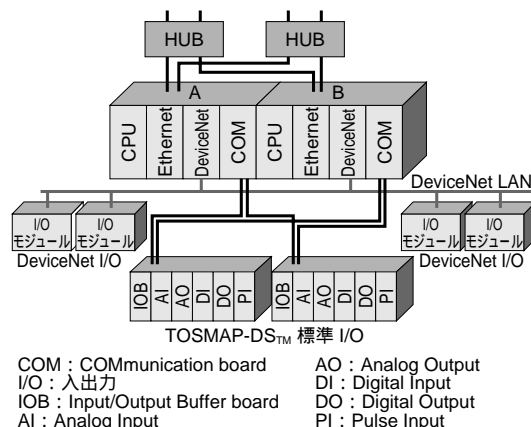 HUB HUB
A B
CPU Ethernet DeviceNet COM CPU Ethernet DeviceNet COM
DeviceNet LAN
I/O モジュール I/O モジュール I/O モジュール I/O モジュール
DeviceNet I/O DeviceNet I/O
IOB AI AO DI DO PI IOB AI AO DI DO PI
TOSMAP-DS™ 標準 I/O
COM：COMmunication board
I/O：入出力
IOB：Input/Output Buffer board
AI：Analog Input
AO：Analog Output
DI：Digital Input
DO：Digital Output
PI：Pulse Input